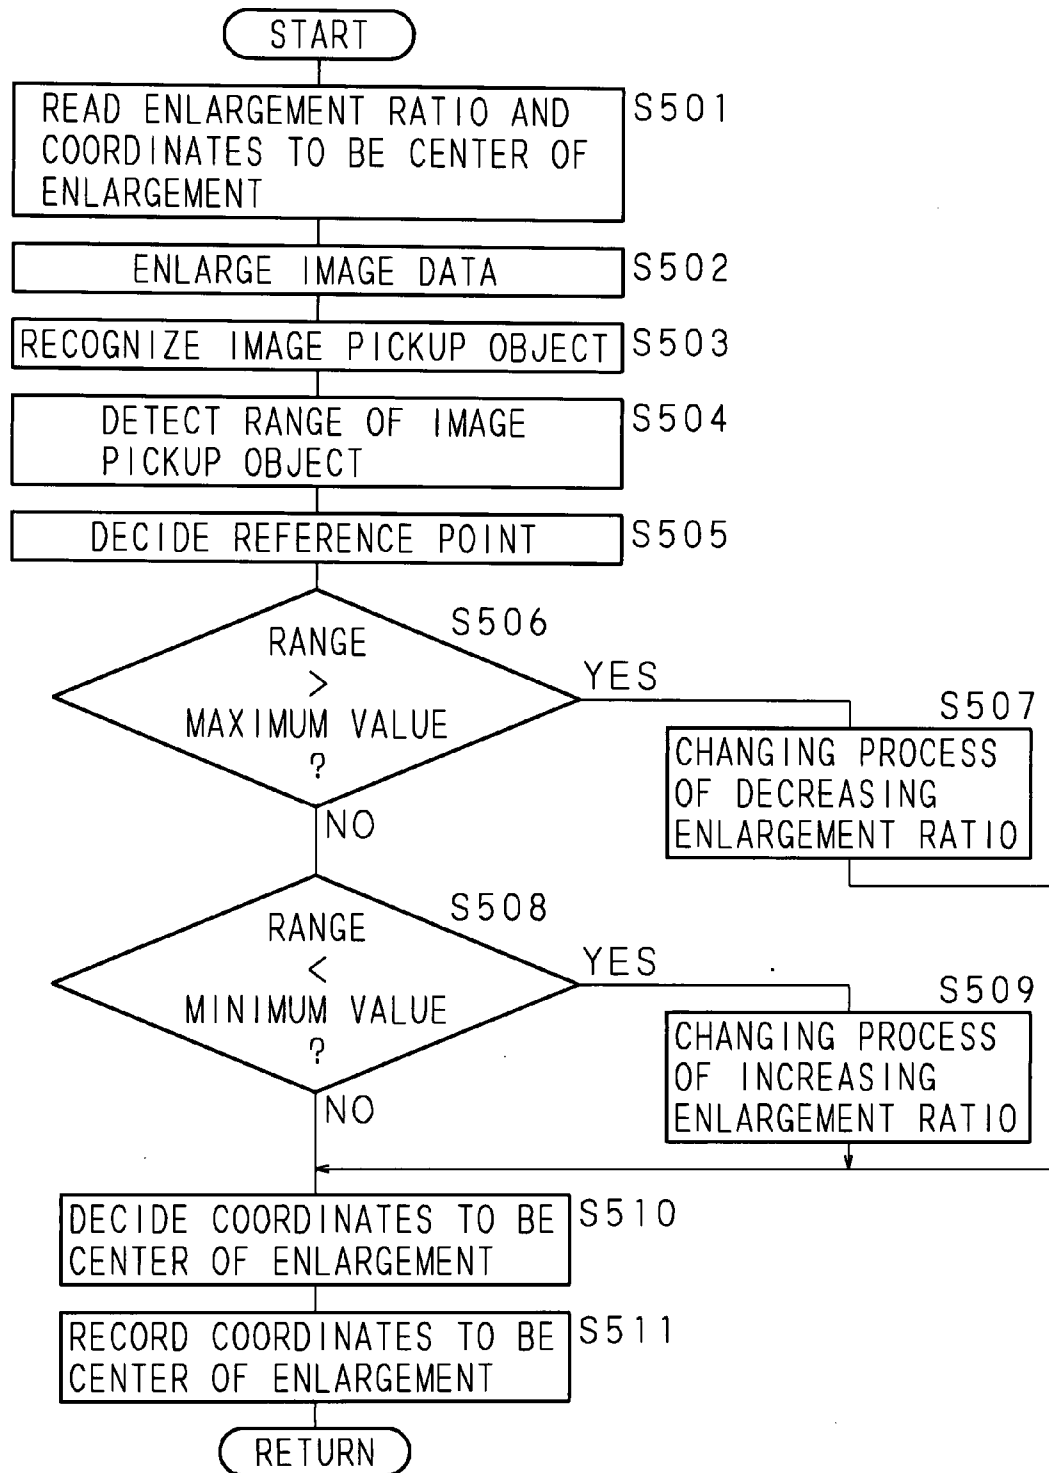 START
READ ENLARGEMENT RATIO AND
COORDINATES TO BE CENTER OF
ENLARGEMENT
S501
ENLARGE IMAGE DATA
S502
RECOGNIZE IMAGE PICKUP OBJECT
S503
DETECT RANGE OF IMAGE
PICKUP OBJECT
S504
DECIDE REFERENCE POINT
S505
S506
RANGE
>
MAXIMUM VALUE
?
YES
NO
S507
CHANGING PROCESS
OF DECREASING
ENLARGEMENT RATIO
S508
RANGE
<
MINIMUM VALUE
?
YES
NO
S509
CHANGING PROCESS
OF INCREASING
ENLARGEMENT RATIO
DECIDE COORDINATES TO BE
CENTER OF ENLARGEMENT
S510
RECORD COORDINATES TO BE
CENTER OF ENLARGEMENT
S511
RETURN